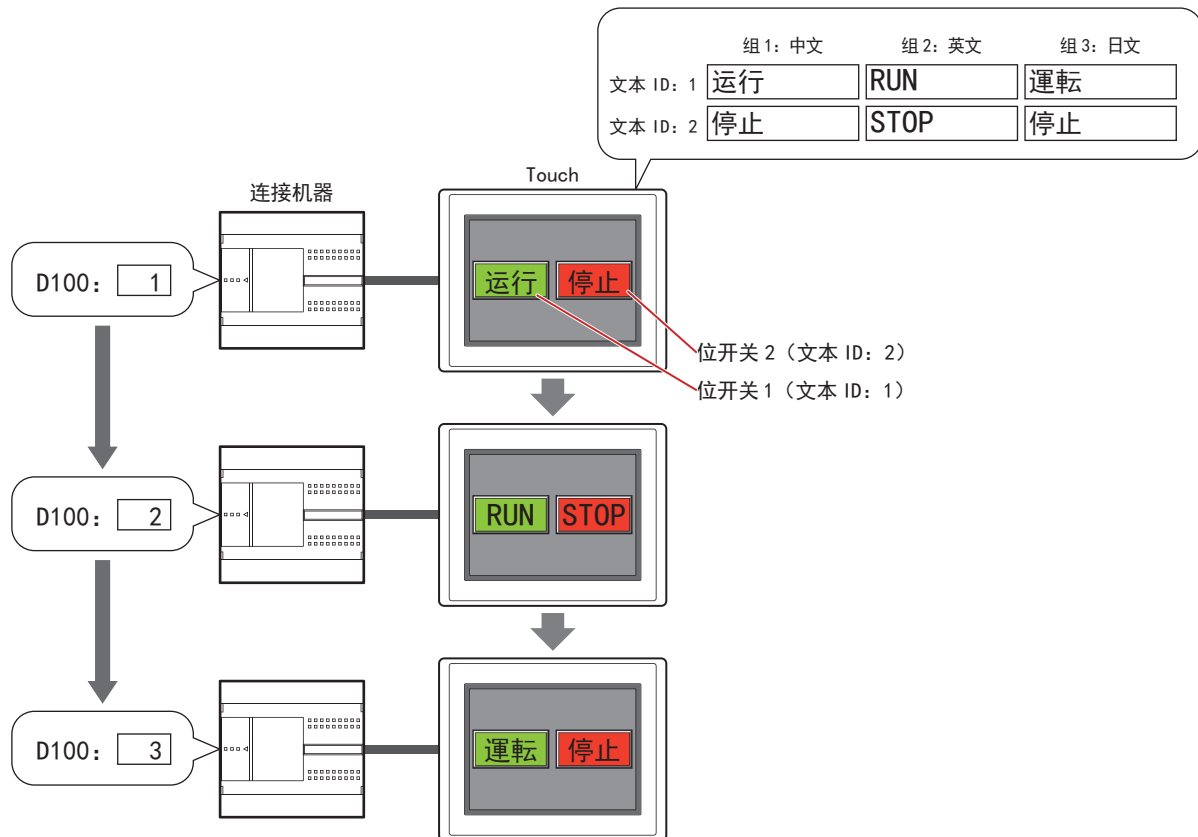 组1：中文 组2：英文 组3：日文
文本 ID：1 运行 RUN 運転
文本 ID：2 停止 STOP 停止
Touch
连接机器
D100： 1
运行 停止
位开关 2（文本 ID：2）
位开关 1（文本 ID：1）
D100： 2
RUN STOP
D100： 3
運転 停止